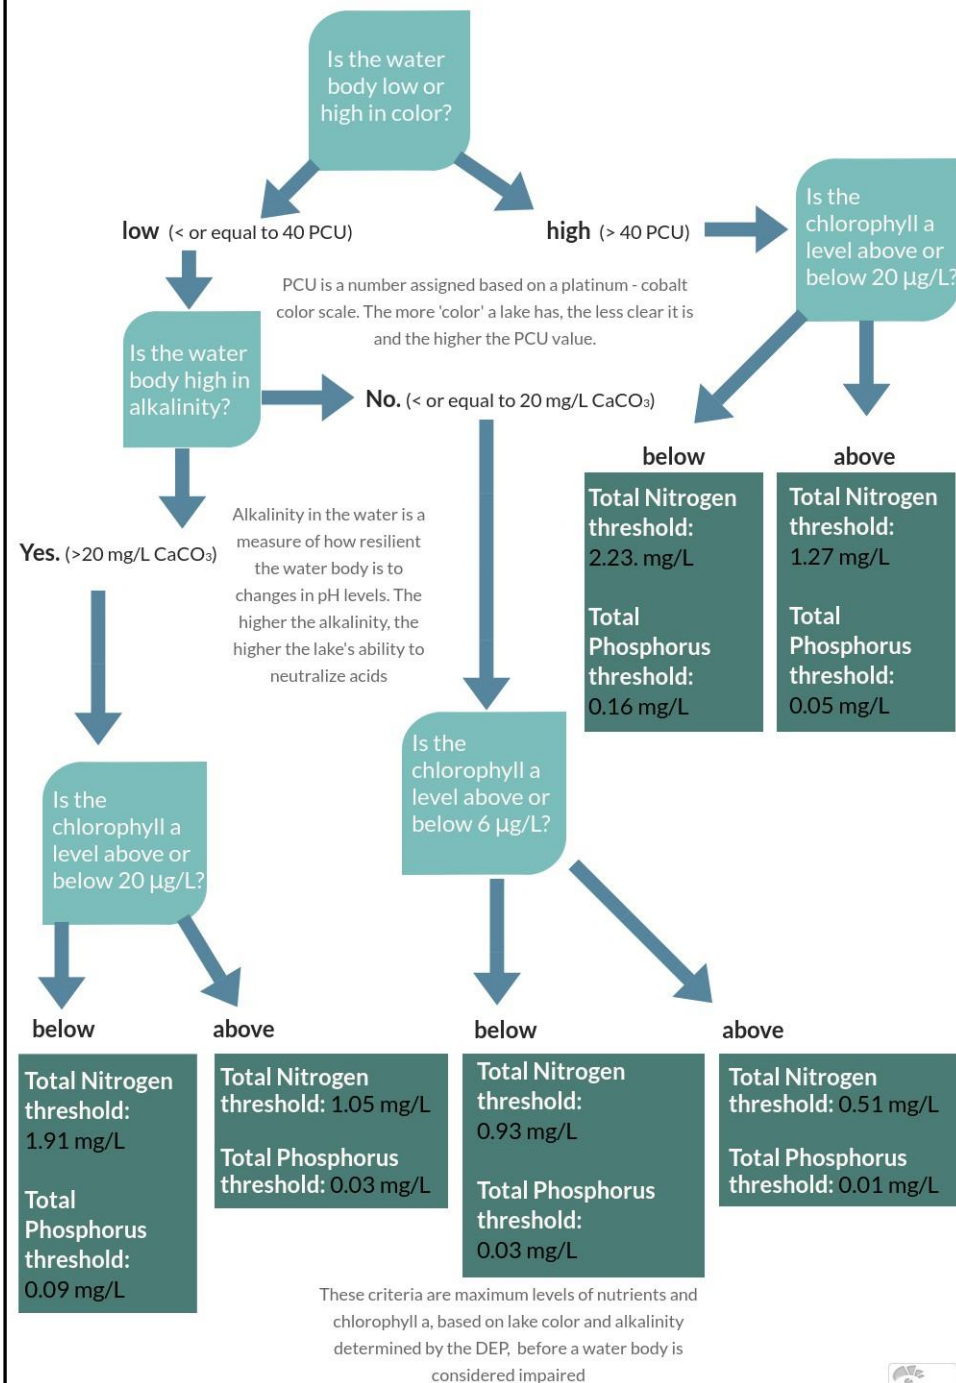 Is the water
body low or
high in color?
low (< or equal to 40 PCU)
high (> 40 PCU)
Is the
chlorophyll a
level above or
below 20 µg/L?
PCU is a number assigned based on a platinum - cobalt
color scale. The more 'color' a lake has, the less clear it is
and the higher the PCU value.
Is the water
body high in
alkalinity?
No. (< or equal to 20 mg/L CaCO₃)
below
Total Nitrogen
threshold:
2.23. mg/L
Total
Phosphorus
threshold:
0.16 mg/L
above
Total Nitrogen
threshold:
1.27 mg/L
Total
Phosphorus
threshold:
0.05 mg/L
Yes. (>20 mg/L CaCO₃)
Alkalinity in the water is a
measure of how resilient
the water body is to
changes in pH levels. The
higher the alkalinity, the
higher the lake's ability to
neutralize acids
Is the
chlorophyll a
level above or
below 20 µg/L?
Is the
chlorophyll a
level above or
below 6 µg/L?
below
Total Nitrogen
threshold:
1.91 mg/L
Total
Phosphorus
threshold:
0.09 mg/L
above
Total Nitrogen
threshold: 1.05 mg/L
Total Phosphorus
threshold: 0.03 mg/L
below
Total Nitrogen
threshold:
0.93 mg/L
Total Phosphorus
threshold:
0.03 mg/L
above
Total Nitrogen
threshold: 0.51 mg/L
Total Phosphorus
threshold: 0.01 mg/L
These criteria are maximum levels of nutrients and
chlorophyll a, based on lake color and alkalinity
determined by the DEP, before a water body is
considered impaired